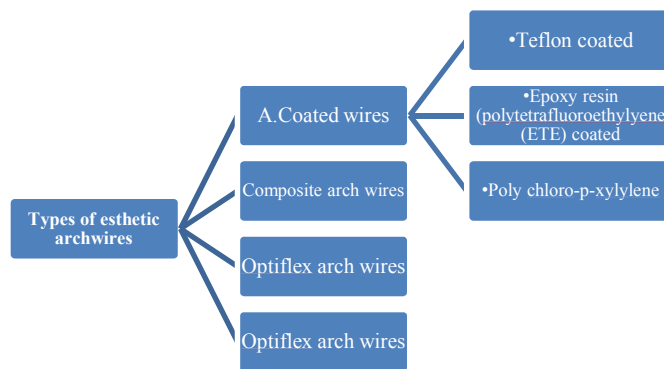 Types of esthetic
archwires
A.Coated wires
Composite arch wires
Optiflex arch wires
Optiflex arch wires
•Teflon coated
•Epoxy resin
(polytetrafluoroethylyene
(ETE) coated
•Poly chloro-p-xylylene